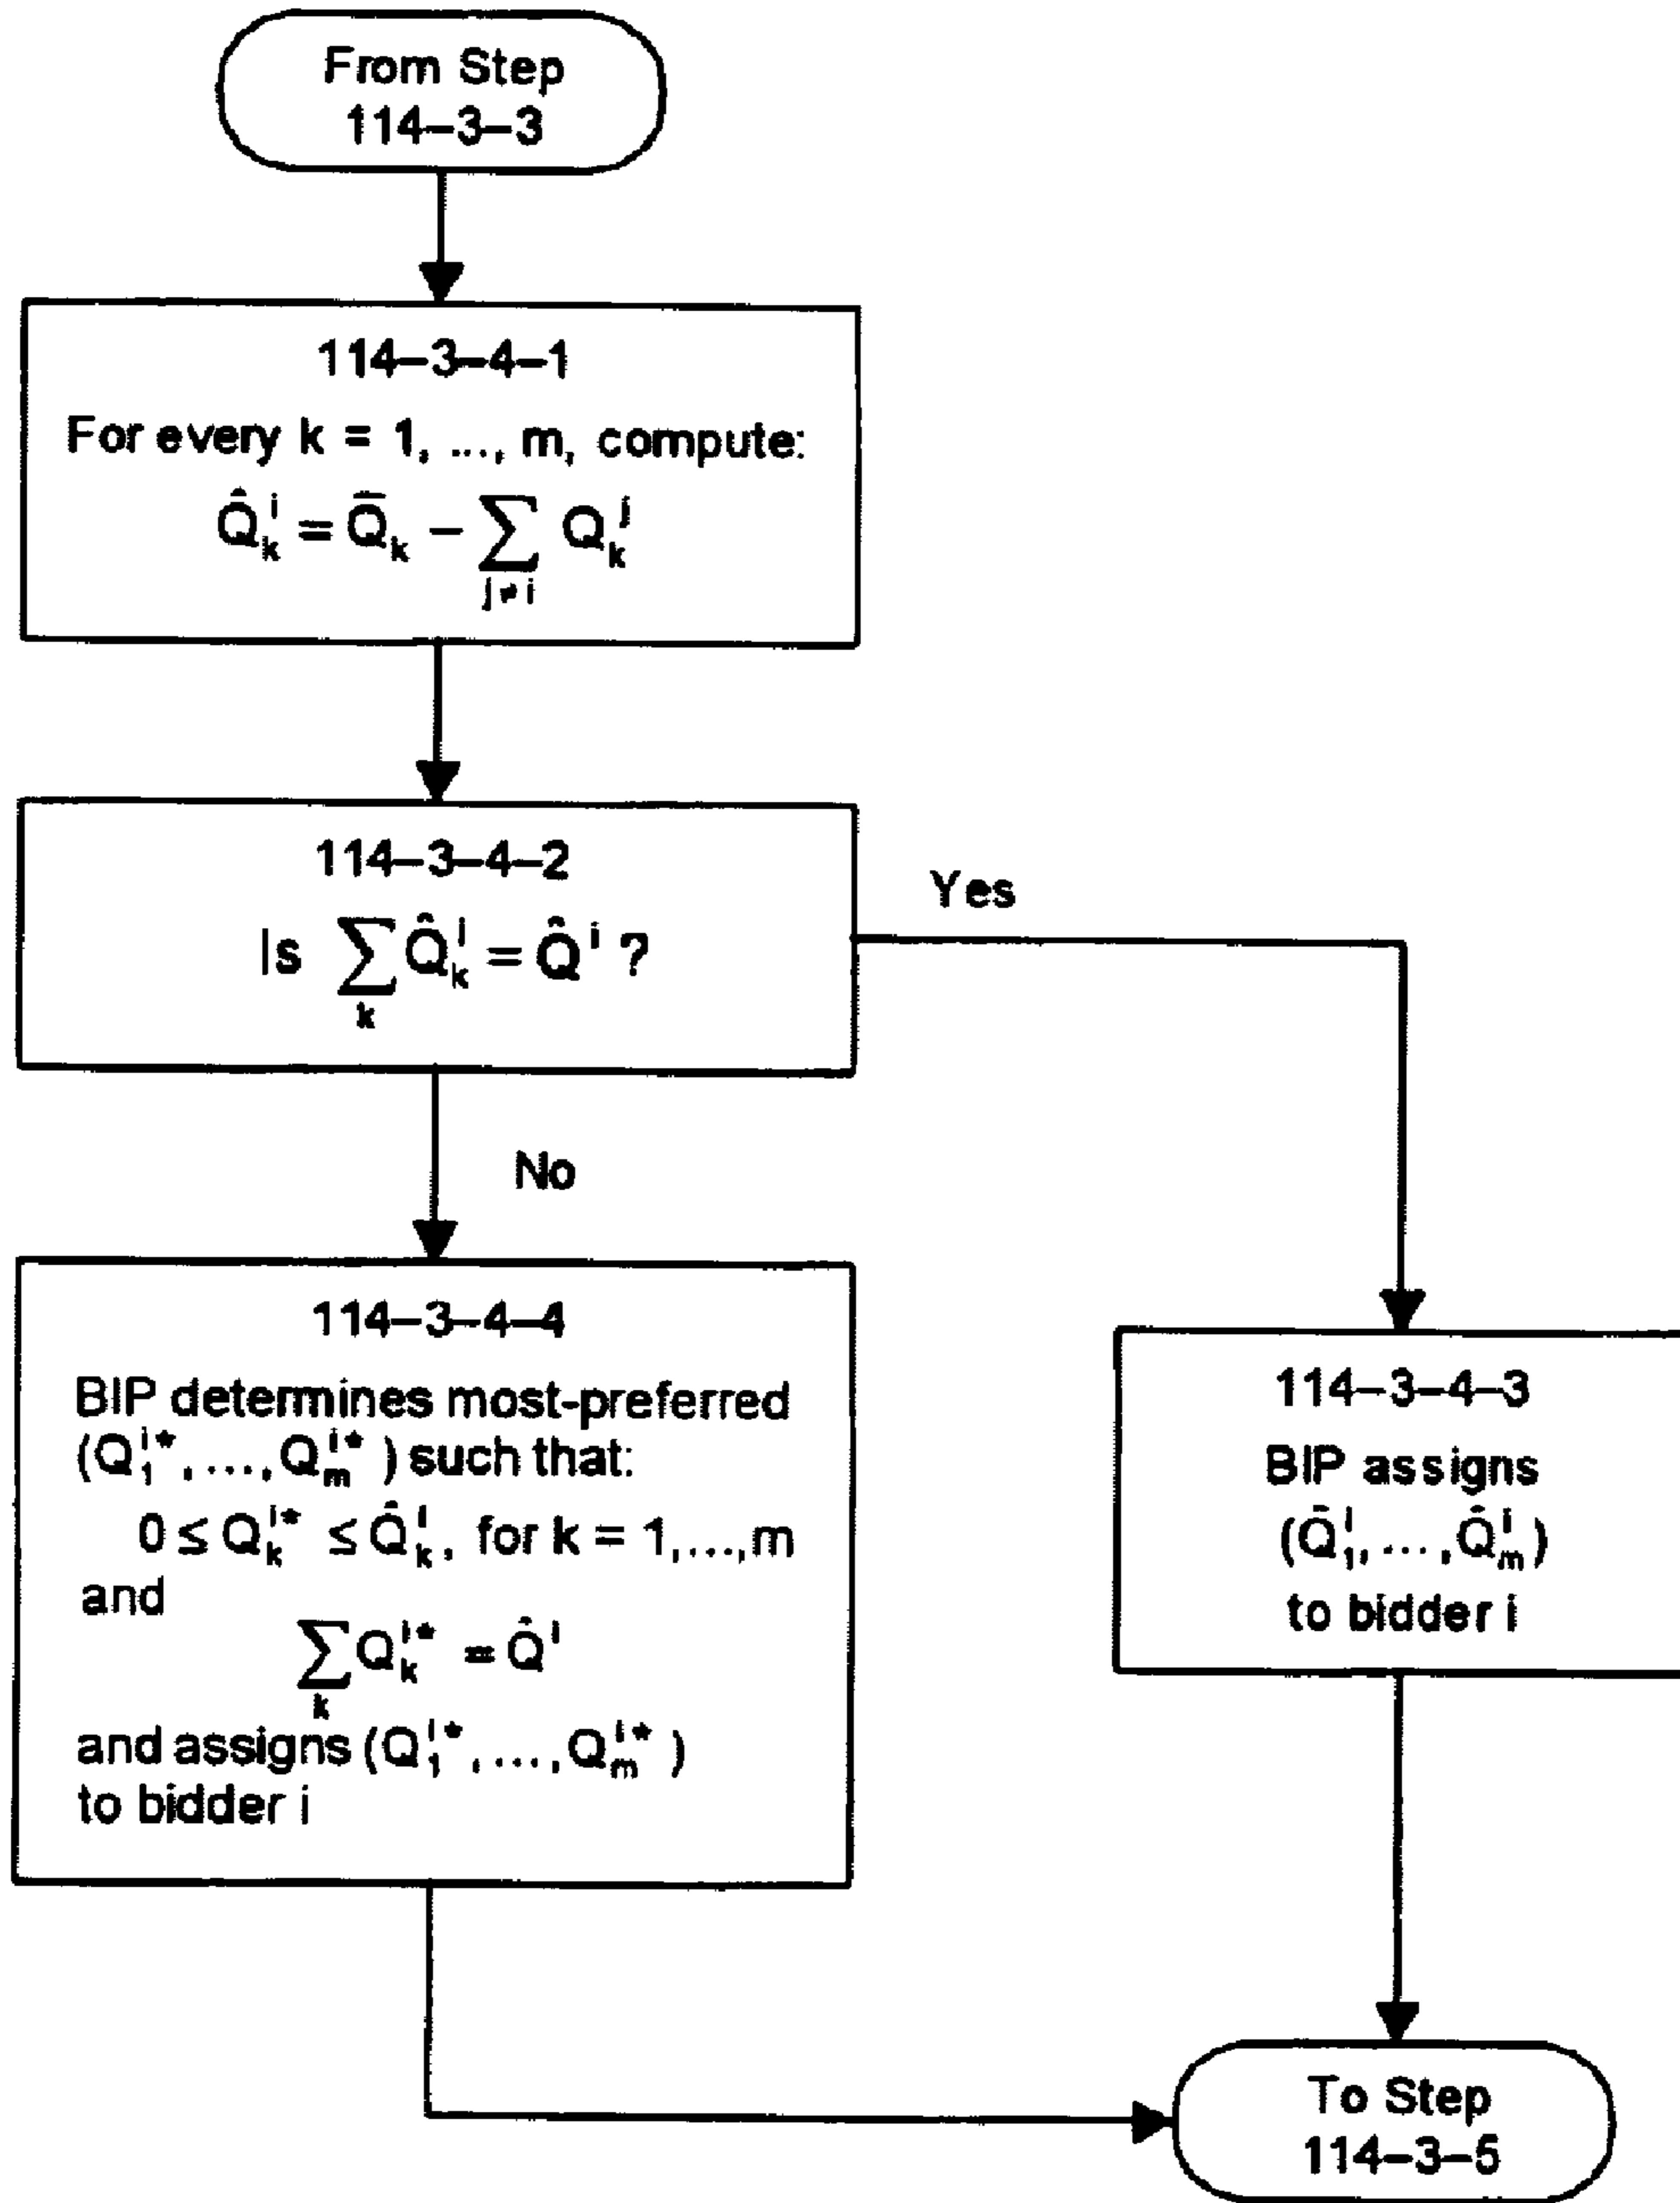 From Step
114–3–3
114–3–4–1
For every k = 1, ..., m, compute:
Q̂ᵢₖ = Q̄ₖ − ∑_{j≠i} Qʲₖ
114–3–4–2
Is ∑ₖ Q̂ⁱₖ = Q̂ⁱ ?
Yes
No
114–3–4–4
BIP determines most-preferred
(Q₁ⁱ*, ..., Qₘⁱ*) such that:
0 ≤ Qₖⁱ* ≤ Q̂ₖⁱ, for k = 1,...,m
and
∑ₖ Qₖⁱ* = Q̂ⁱ
and assigns (Q₁ⁱ*, ..., Qₘⁱ*)
to bidder i
114–3–4–3
BIP assigns
(Q̂₁ⁱ, ..., Q̂ₘⁱ)
to bidder i
To Step
114–3–5